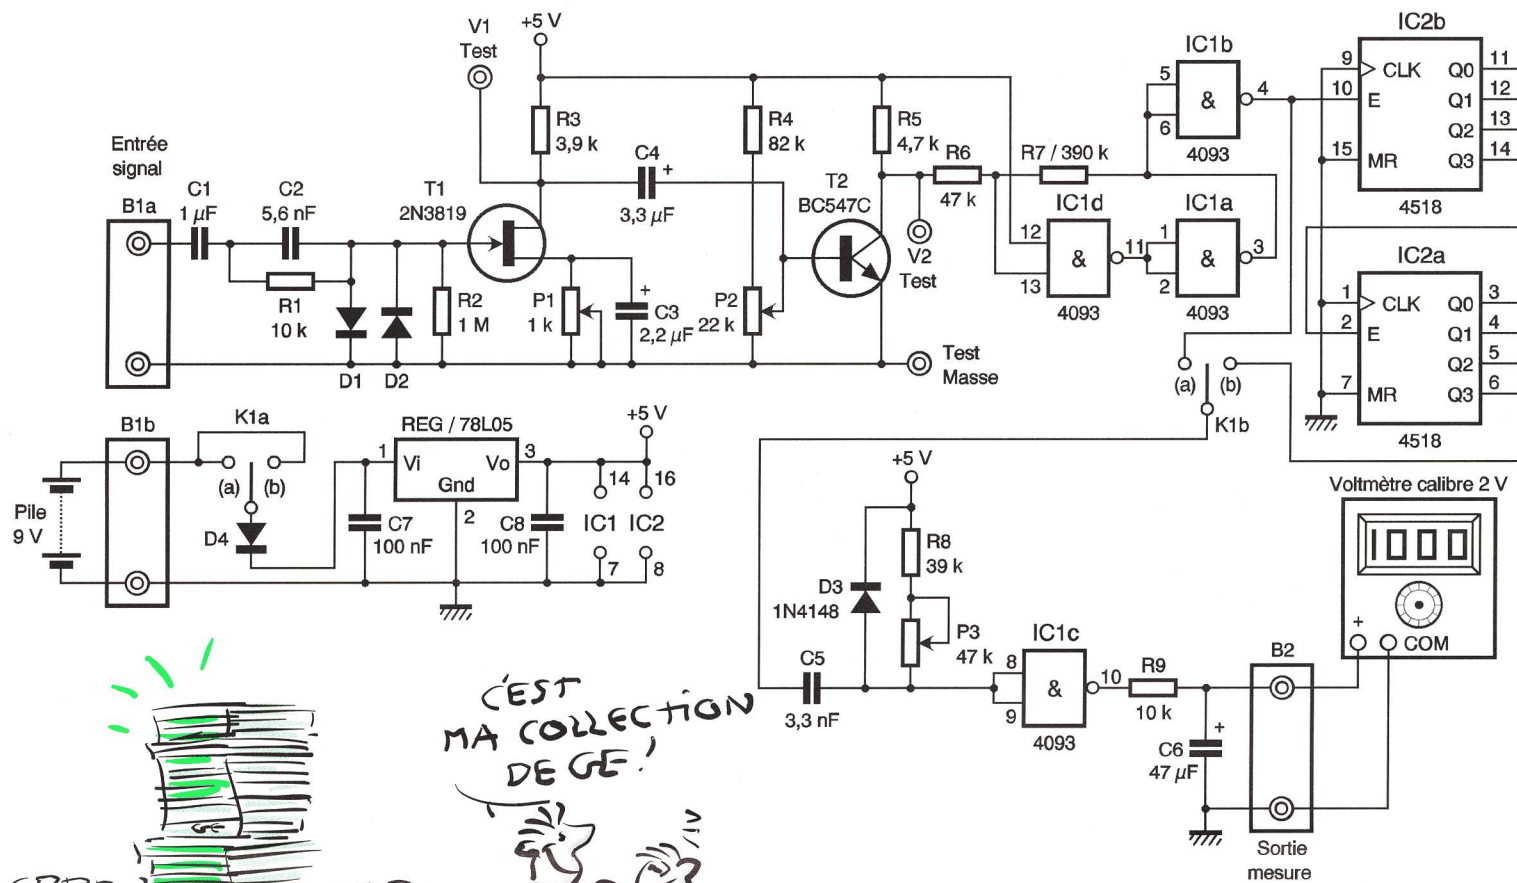 V1
Test
+5 V
Entrée
signal
B1a
C1
1 µF
C2
5,6 nF
R1
10 k
D1
D2
R2
1 M
T1
2N3819
R3
3,9 k
C4
+
3,3 µF
P1
1 k
+
C3
2,2 µF
R4
82 k
P2
22 k
R5
4,7 k
T2
BC547C
V2
Test
R6
47 k
R7 / 390 k
Test
Masse
IC1d
12
13
&
11
4093
IC1a
1
2
&
3
4093
IC1b
5
6
&
4
4093
IC2b
9
CLK
10
E
15
MR
Q0
11
Q1
12
Q2
13
Q3
14
4518
IC2a
1
CLK
2
E
7
MR
Q0
3
Q1
4
Q2
5
Q3
6
4518
(a)
(b)
K1b
B1b
Pile
9 V
K1a
(a)
(b)
D4
REG / 78L05
1
Vi
Vo
3
Gnd
2
C7
100 nF
C8
100 nF
+5 V
14
16
IC1
IC2
7
8
+5 V
D3
1N4148
R8
39 k
P3
47 k
C5
3,3 nF
IC1c
8
9
&
10
4093
R9
10 k
+
C6
47 µF
B2
Sortie
mesure
Voltmètre calibre 2 V
1000
+
COM
C'EST
MA COLLECTION
DE GE!
GE